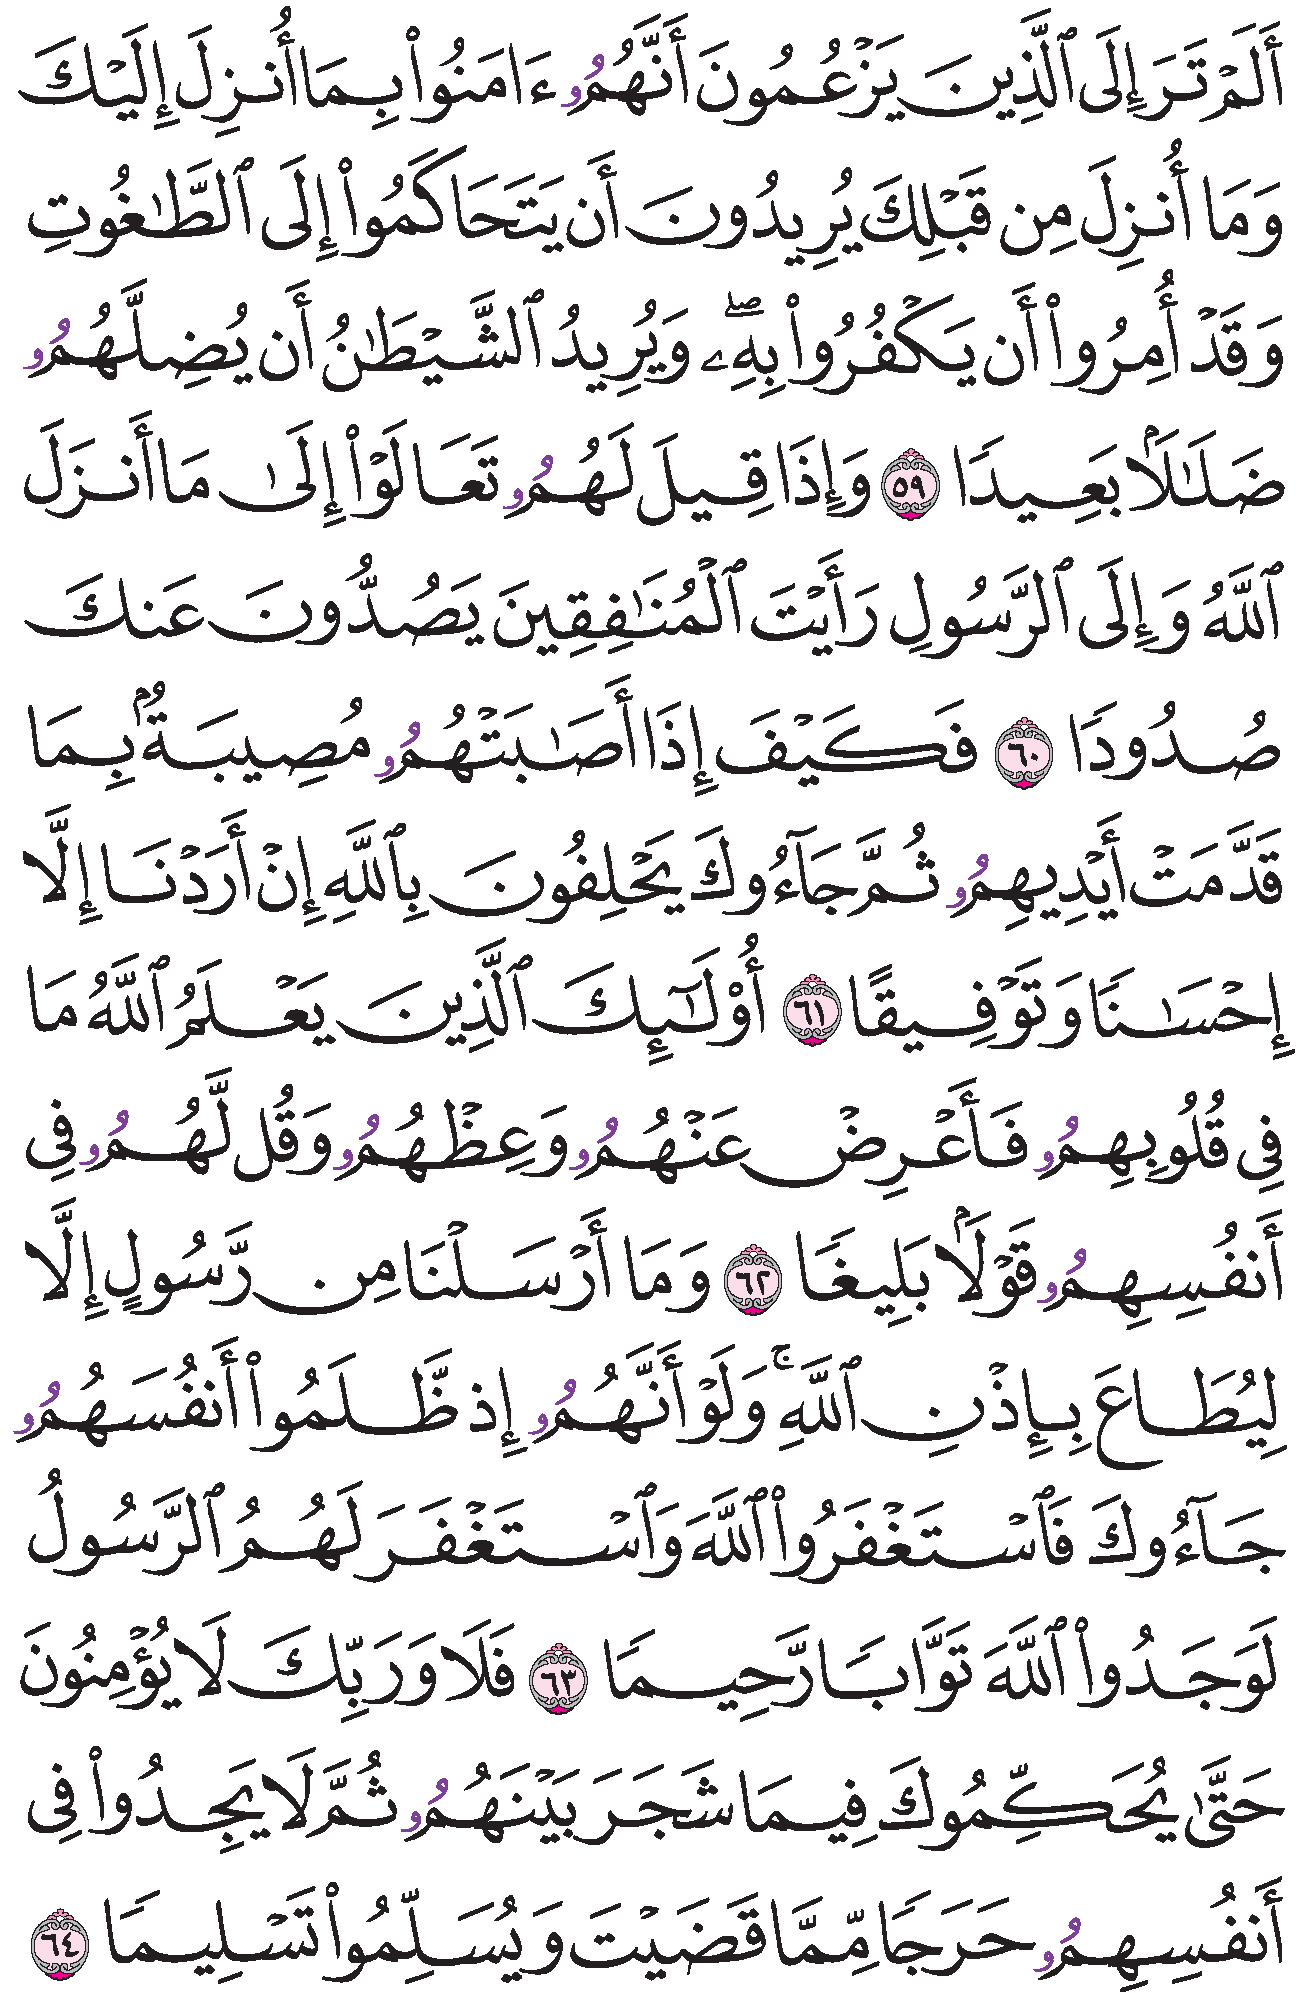 أَلَمْ تَرَ إِلَى ٱلَّذِينَ يَزْعُمُونَ أَنَّهُمُۥ ءَامَنُوا۟ بِمَا أُنزِلَ إِلَيْكَ
وَمَا أُنزِلَ مِن قَبْلِكَ يُرِيدُونَ أَن يَتَحَاكَمُوا۟ إِلَى ٱلطَّـٰغُوتِ
وَقَدْ أُمِرُوا۟ أَن يَكْفُرُوا۟ بِهِۦۖ وَيُرِيدُ ٱلشَّيْطَـٰنُ أَن يُضِلَّهُمُۥ
ضَلَـٰلَاۢ بَعِيدًا ٥٩ وَإِذَا قِيلَ لَهُمُۥ تَعَالَوْا۟ إِلَىٰ مَا أَنزَلَ
ٱللَّهُ وَإِلَى ٱلرَّسُولِ رَأَيْتَ ٱلْمُنَـٰفِقِينَ يَصُدُّونَ عَنكَ
صُدُودًا ٦٠ فَكَيْفَ إِذَا أَصَـٰبَتْهُمُۥ مُصِيبَةُۢ بِمَا
قَدَّمَتْ أَيْدِيهِمُۥ ثُمَّ جَآءُوكَ يَحْلِفُونَ بِٱللَّهِ إِنْ أَرَدْنَا إِلَّا
إِحْسَـٰنًا وَتَوْفِيقًا ٦١ أُوْلَـٰٓئِكَ ٱلَّذِينَ يَعْلَمُ ٱللَّهُ مَا
فِى قُلُوبِهِمُۥ فَأَعْرِضْ عَنْهُمُۥ وَعِظْهُمُۥ وَقُل لَّهُمُۥ فِى
أَنفُسِهِمُۥ قَوْلَاۢ بَلِيغًا ٦٢ وَمَا أَرْسَلْنَا مِن رَّسُولٍ إِلَّا
لِيُطَاعَ بِإِذْنِ ٱللَّهِۚ وَلَوْ أَنَّهُمُۥ إِذ ظَّلَمُوا۟ أَنفُسَهُمُۥ
جَآءُوكَ فَٱسْتَغْفَرُوا۟ ٱللَّهَ وَٱسْتَغْفَرَ لَهُمُ ٱلرَّسُولُ
لَوَجَدُوا۟ ٱللَّهَ تَوَّابًا رَّحِيمًا ٦٣ فَلَا وَرَبِّكَ لَا يُؤْمِنُونَ
حَتَّىٰ يُحَكِّمُوكَ فِيمَا شَجَرَ بَيْنَهُمُۥ ثُمَّ لَا يَجِدُوا۟ فِى
أَنفُسِهِمُۥ حَرَجًا مِّمَّا قَضَيْتَ وَيُسَلِّمُوا۟ تَسْلِيمًا ٦٤